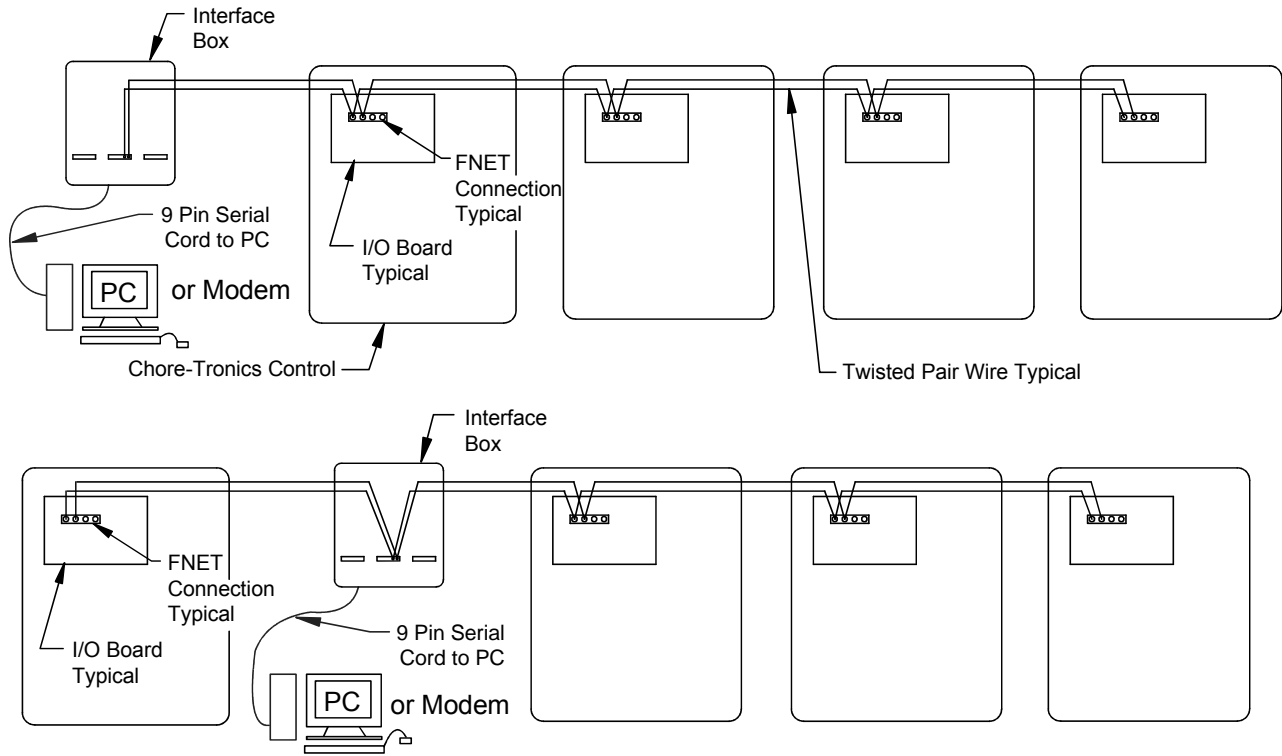 Interface
Box
FNET
Connection
Typical
9 Pin Serial
Cord to PC
I/O Board
Typical
PC
or Modem
Chore-Tronics Control
Twisted Pair Wire Typical
Interface
Box
FNET
Connection
Typical
9 Pin Serial
Cord to PC
I/O Board
Typical
PC
or Modem